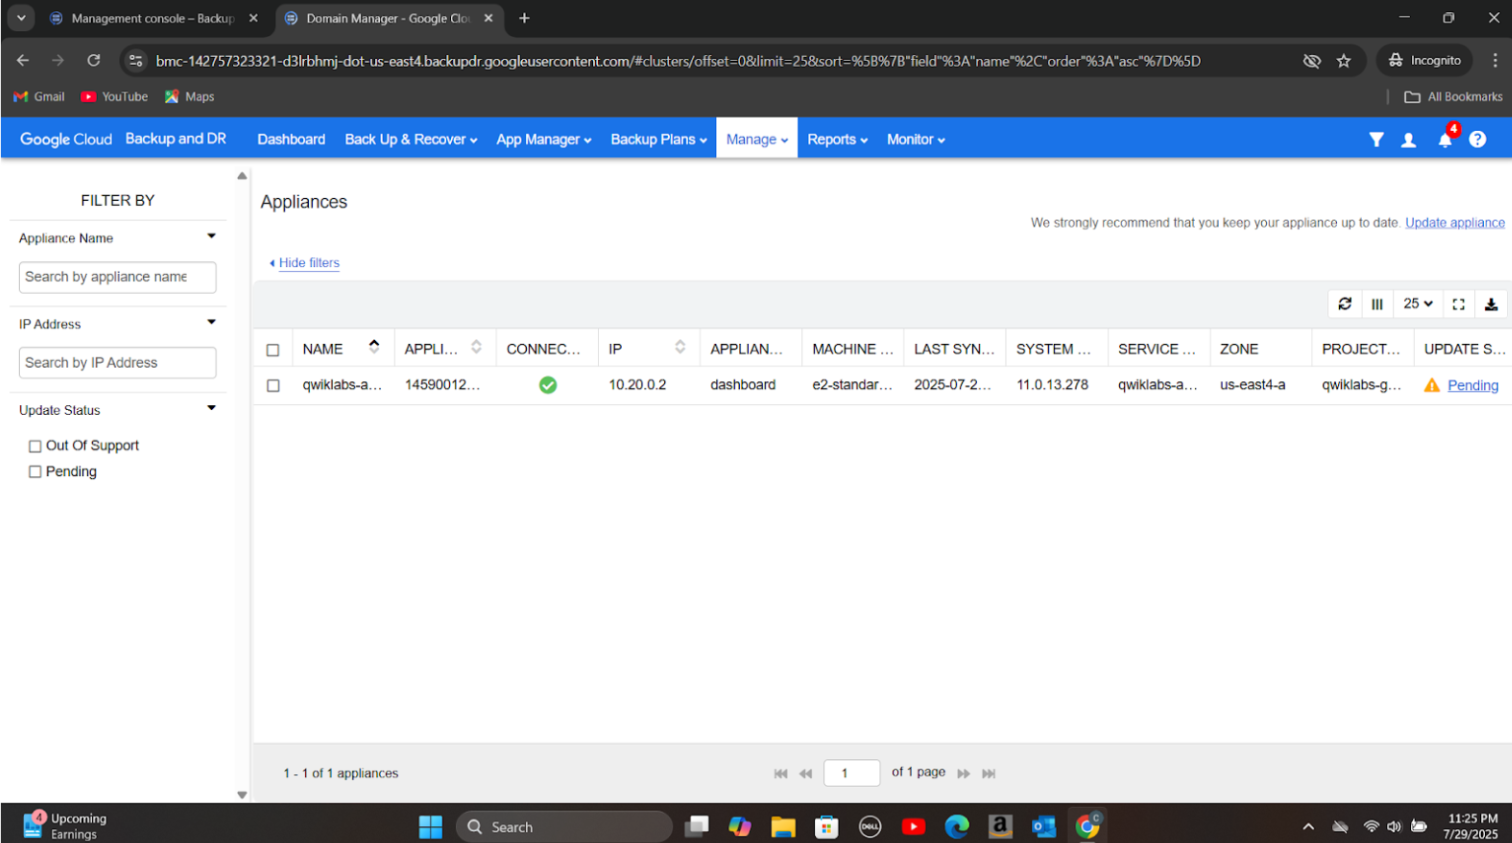 Management console – Backup
Domain Manager - Google Clo
bmc-142757323321-d3lrbhmj-dot-us-east4.backupdr.googleusercontent.com/#clusters/offset=0&limit=25&sort=%5B%7B"field"%3A"name"%2C"order"%3A"asc"%7D%5D
Incognito
Gmail YouTube Maps
All Bookmarks
Google Cloud Backup and DR Dashboard Back Up & Recover App Manager Backup Plans Manage Reports Monitor
4
FILTER BY
Appliance Name
Search by appliance name
IP Address
Search by IP Address
Update Status
Out Of Support
Pending
Appliances
We strongly recommend that you keep your appliance up to date. Update appliance
Hide filters
25
NAME APPLI... CONNEC... IP APPLIAN... MACHINE ... LAST SYN... SYSTEM ... SERVICE ... ZONE PROJECT... UPDATE S...
qwiklabs-a... 14590012... 10.20.0.2 dashboard e2-standar... 2025-07-2... 11.0.13.278 qwiklabs-a... us-east4-a qwiklabs-g... Pending
1 - 1 of 1 appliances
1 of 1 page
4
Upcoming
Earnings
Search
DELL
a
C
11:25 PM
7/29/2025